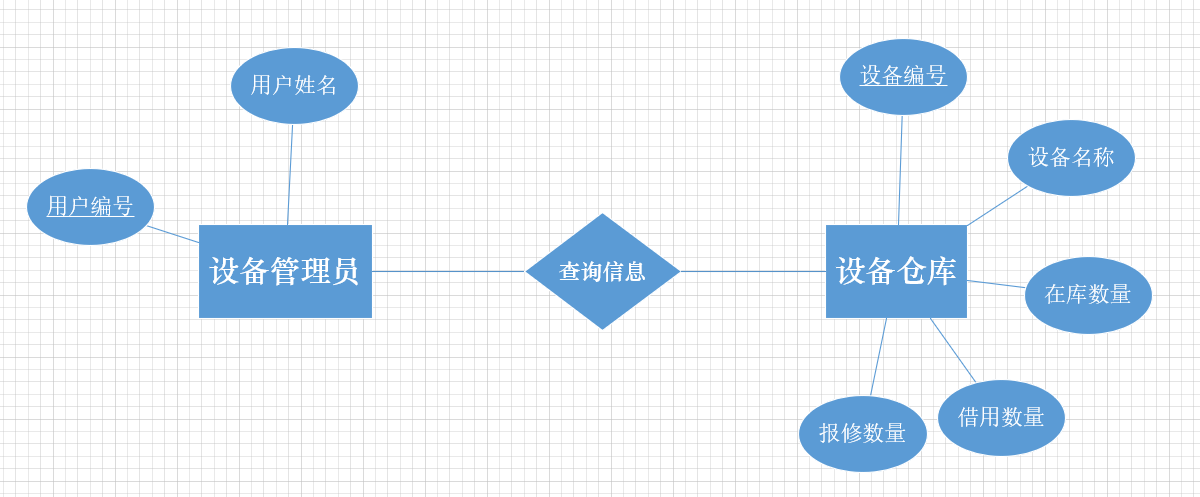 设备编号
用户姓名
设备名称
用户编号
设备管理员
查询信息
设备仓库
在库数量
借用数量
报修数量